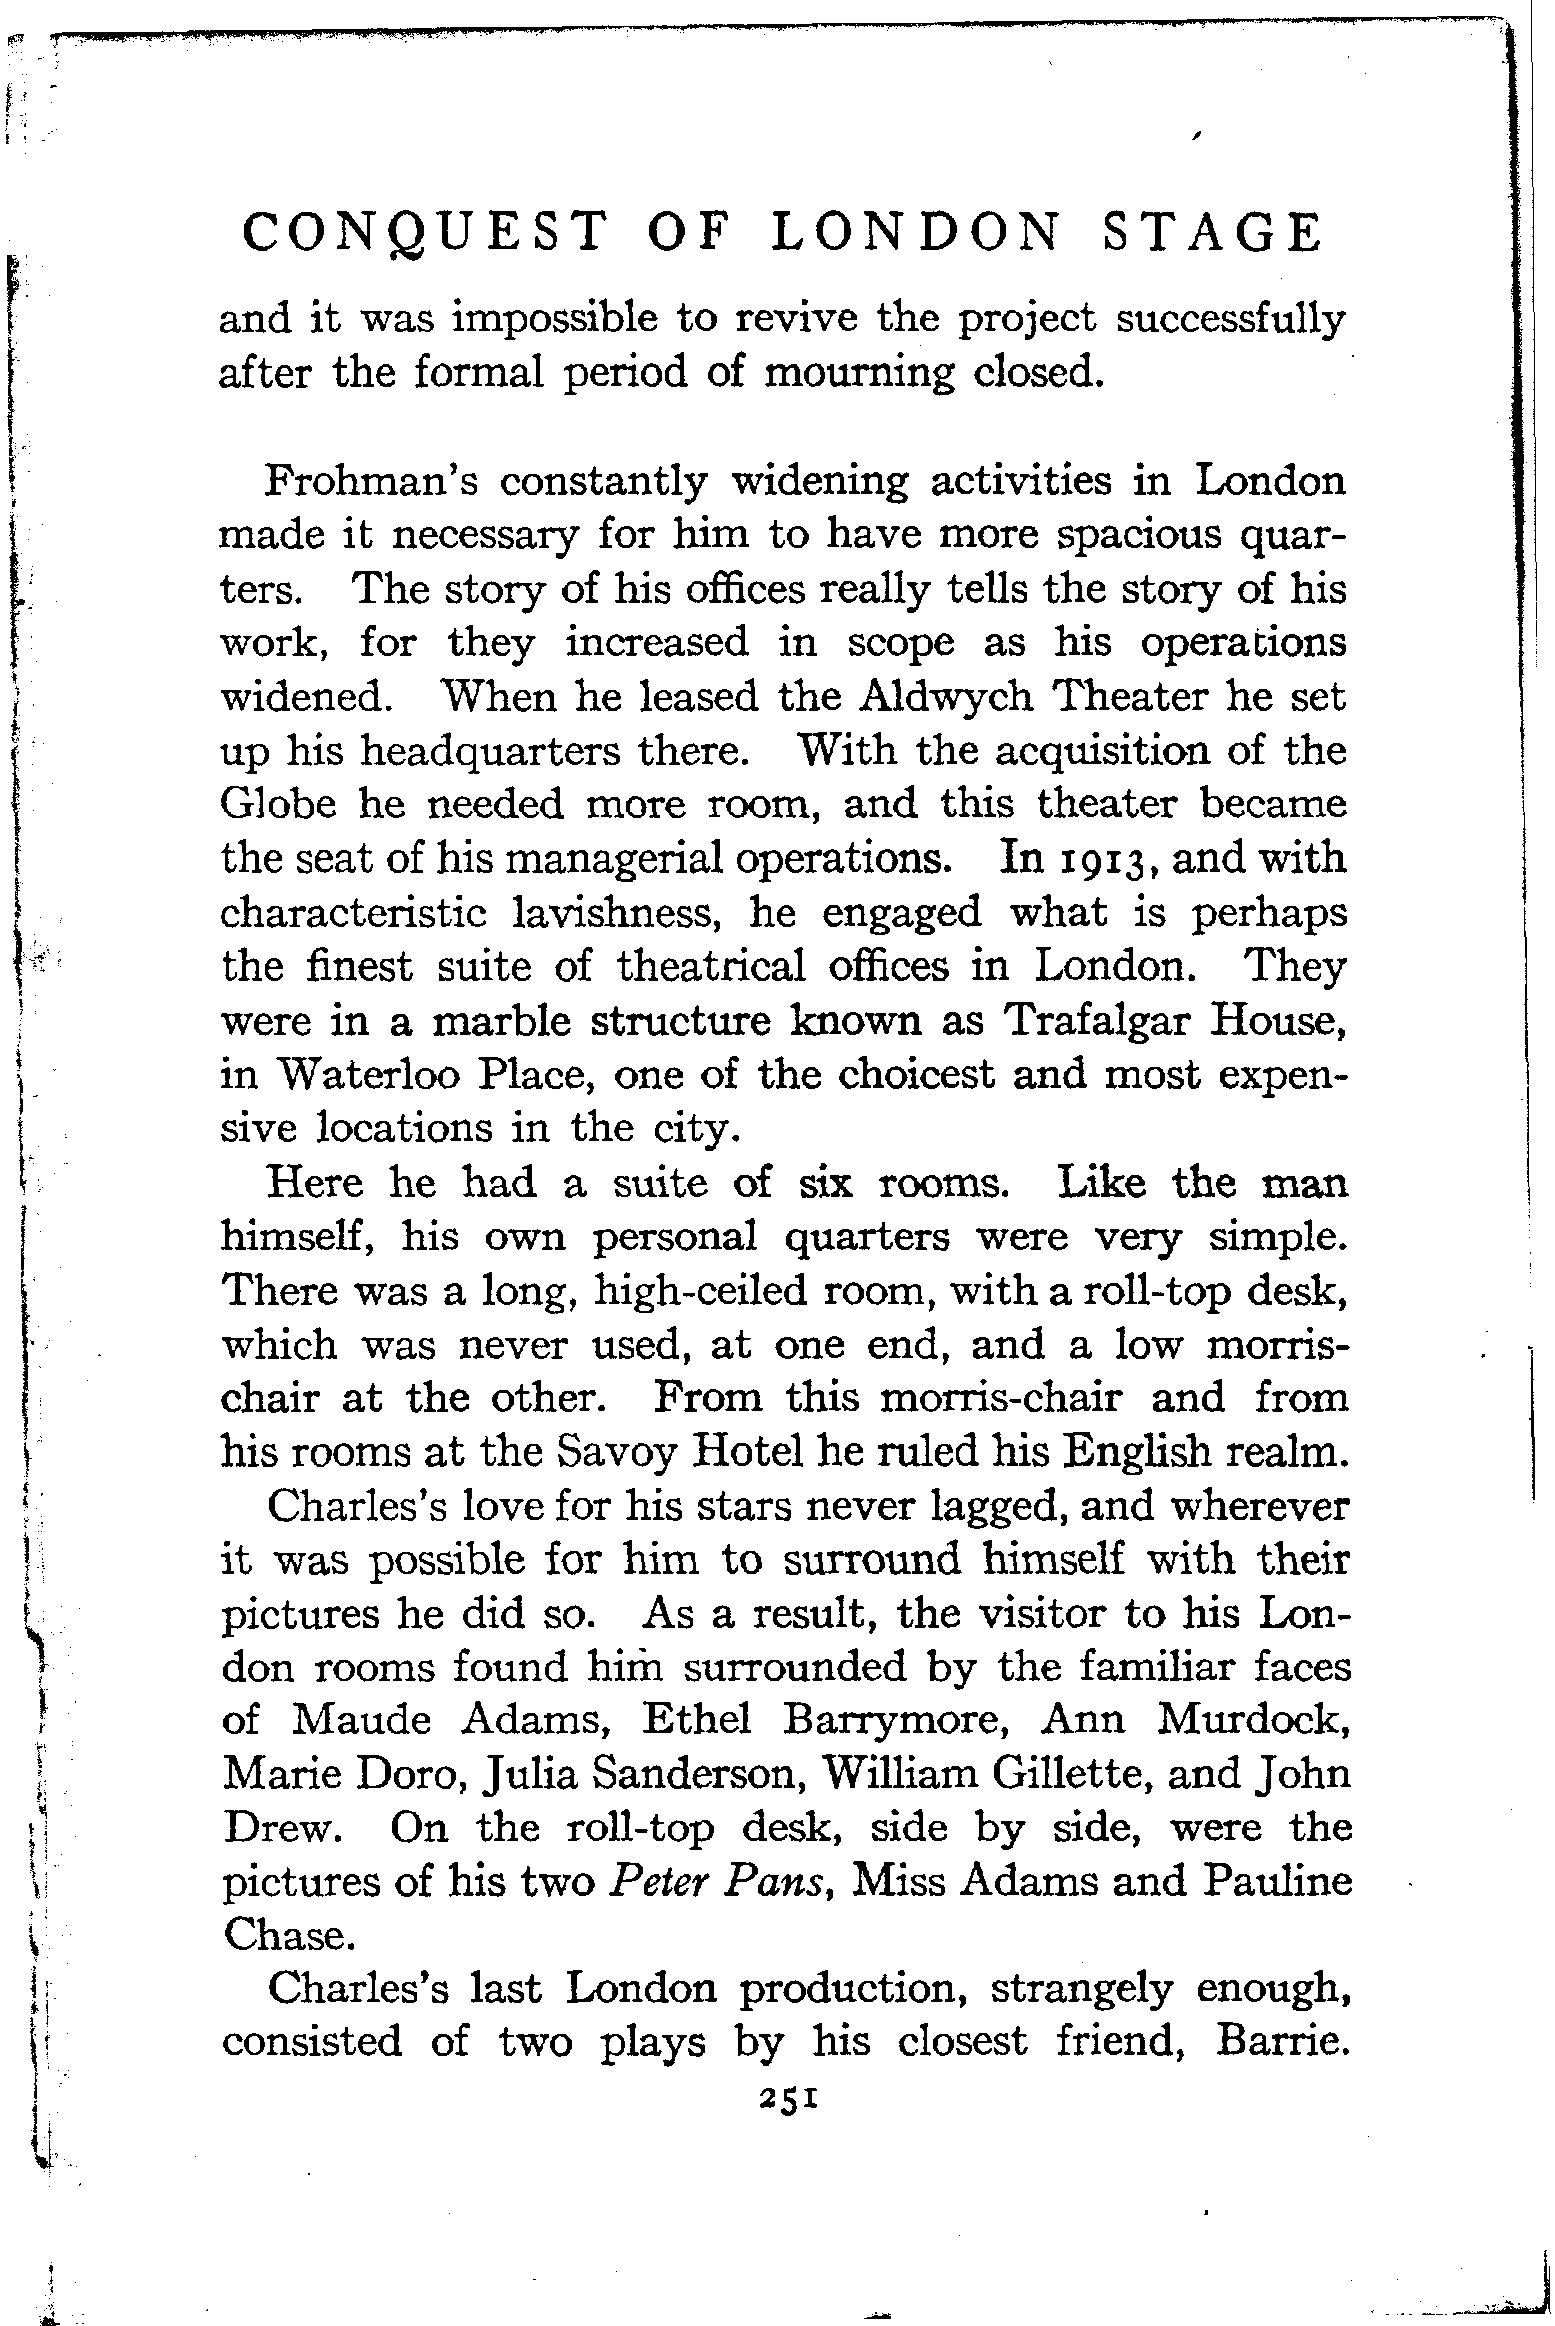 CONQUEST OF LONDON STAGE
and it was impossible to revive the project successfully
after the formal period of mourning closed.
Frohman's constantly widening activities in London
made it necessary for him to have more spacious quar-
ters. The story of his offices really tells the story of his
work, for they increased in scope as his operations
widened. When he leased the Aldwych Theater he set
up his headquarters there. With the acquisition of the
Globe he needed more room, and this theater became
the seat of his managerial operations. In 1913, and with
characteristic lavishness, he engaged what is perhaps
the finest suite of theatrical offices in London. They
were in a marble structure known as Trafalgar House,
in Waterloo Place, one of the choicest and most expen-
sive locations in the city.
Here he had a suite of six rooms. Like the man
himself, his own personal quarters were very simple.
There was a long, high-ceiled room, with a roll-top desk,
which was never used, at one end, and a low morris-
chair at the other. From this morris-chair and from
his rooms at the Savoy Hotel he ruled his English realm.
Charles's love for his stars never lagged, and wherever
it was possible for him to surround himself with their
pictures he did so. As a result, the visitor to his Lon-
don rooms found him surrounded by the familiar faces
of Maude Adams, Ethel Barrymore, Ann Murdock,
Marie Doro, Julia Sanderson, William Gillette, and John
Drew. On the roll-top desk, side by side, were the
pictures of his two Peter Pans, Miss Adams and Pauline
Chase.
Charles's last London production, strangely enough,
consisted of two plays by his closest friend, Barrie.
251